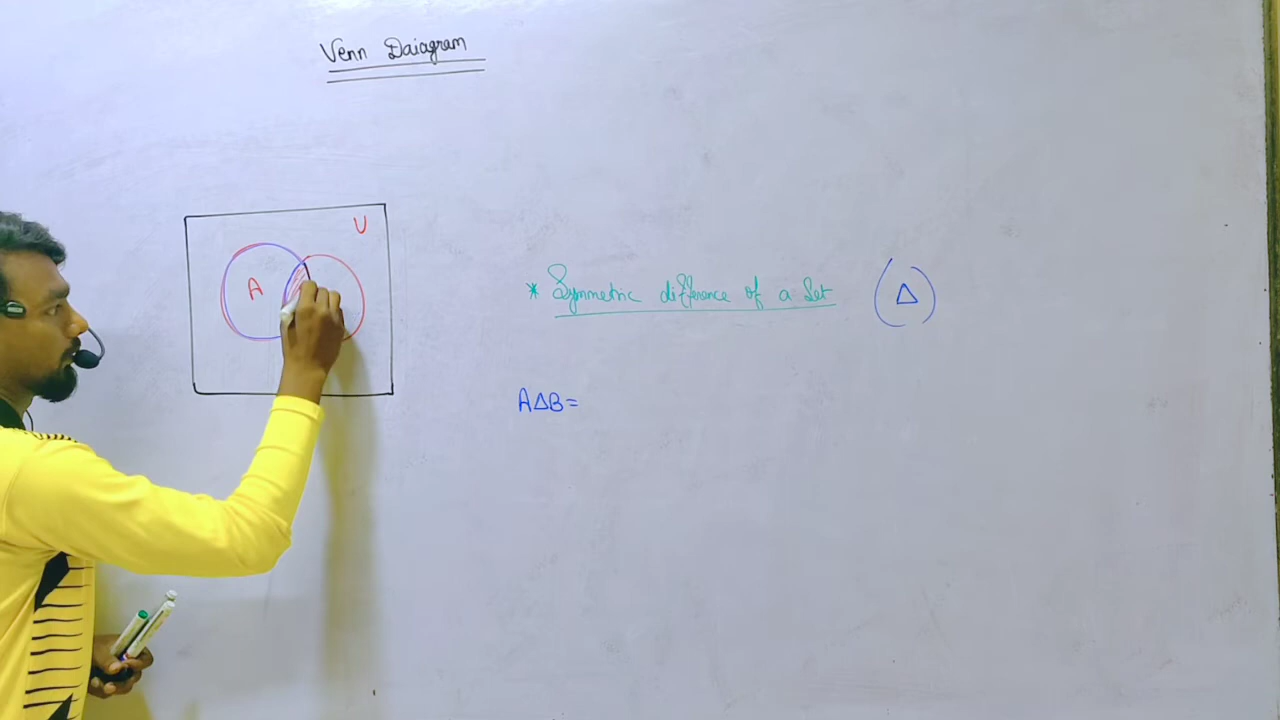 Venn Daiagram
U
A
* Symmetric difference of a Set (Δ)
AΔB=